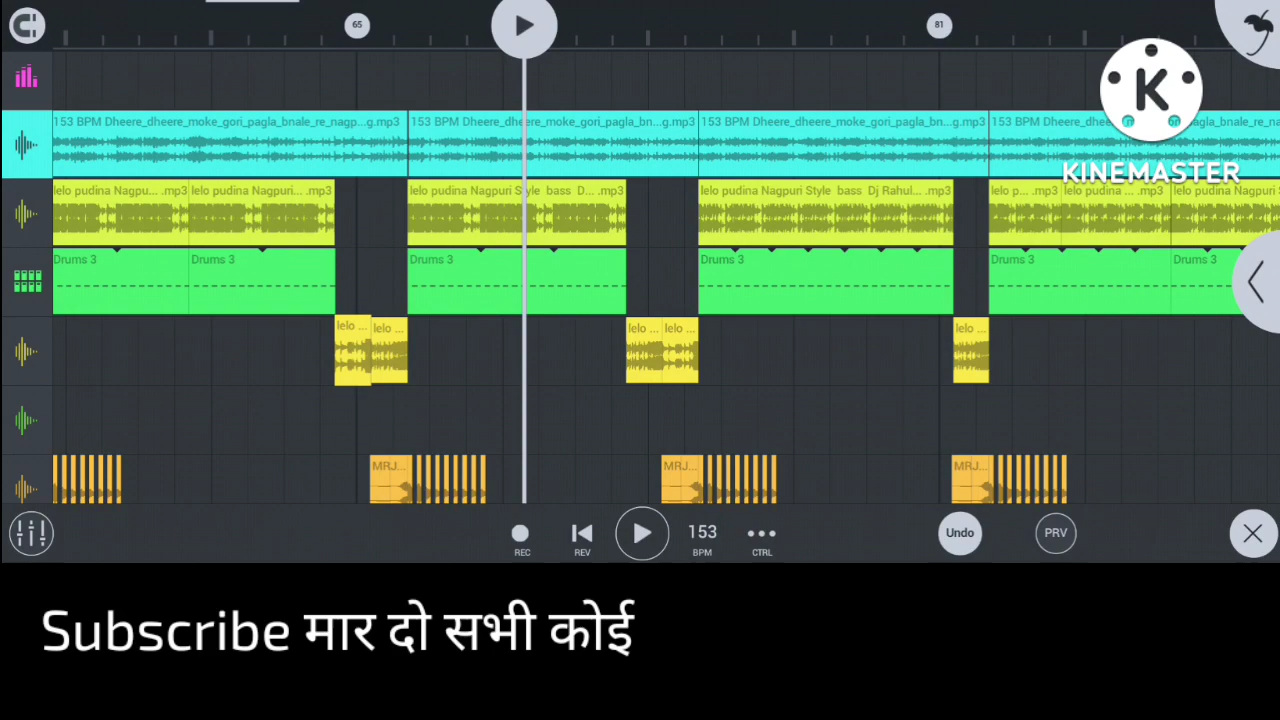 65
81
153 BPM Dheere_dheere_moke_gori_pagla_bnale_re_nagp...g.mp3
153 BPM Dheere_dheere_moke_gori_pagla_bn...g.mp3
153 BPM Dheere_dheere_moke_gori_pagla_bn...g.mp3
153 BPM Dheere_dhe
KINEMASTER
lelo pudina Nagpu... .mp3
lelo pudina Nagpuri... .mp3
lelo pudina Nagpuri Style bass D... .mp3
lelo pudina Nagpuri Style bass Dj Rahul... .mp3
lelo p... .mp3
lelo pudina ... .mp3
lelo pudina Nagpuri S
Drums 3
Drums 3
Drums 3
Drums 3
Drums 3
Drums 3
lelo ...
lelo ...
lelo ...
lelo ...
lelo ...
MRJ...
MRJ...
MRJ...
REC
REV
153
BPM
CTRL
Undo
PRV
Subscribe मार दो सभी कोई